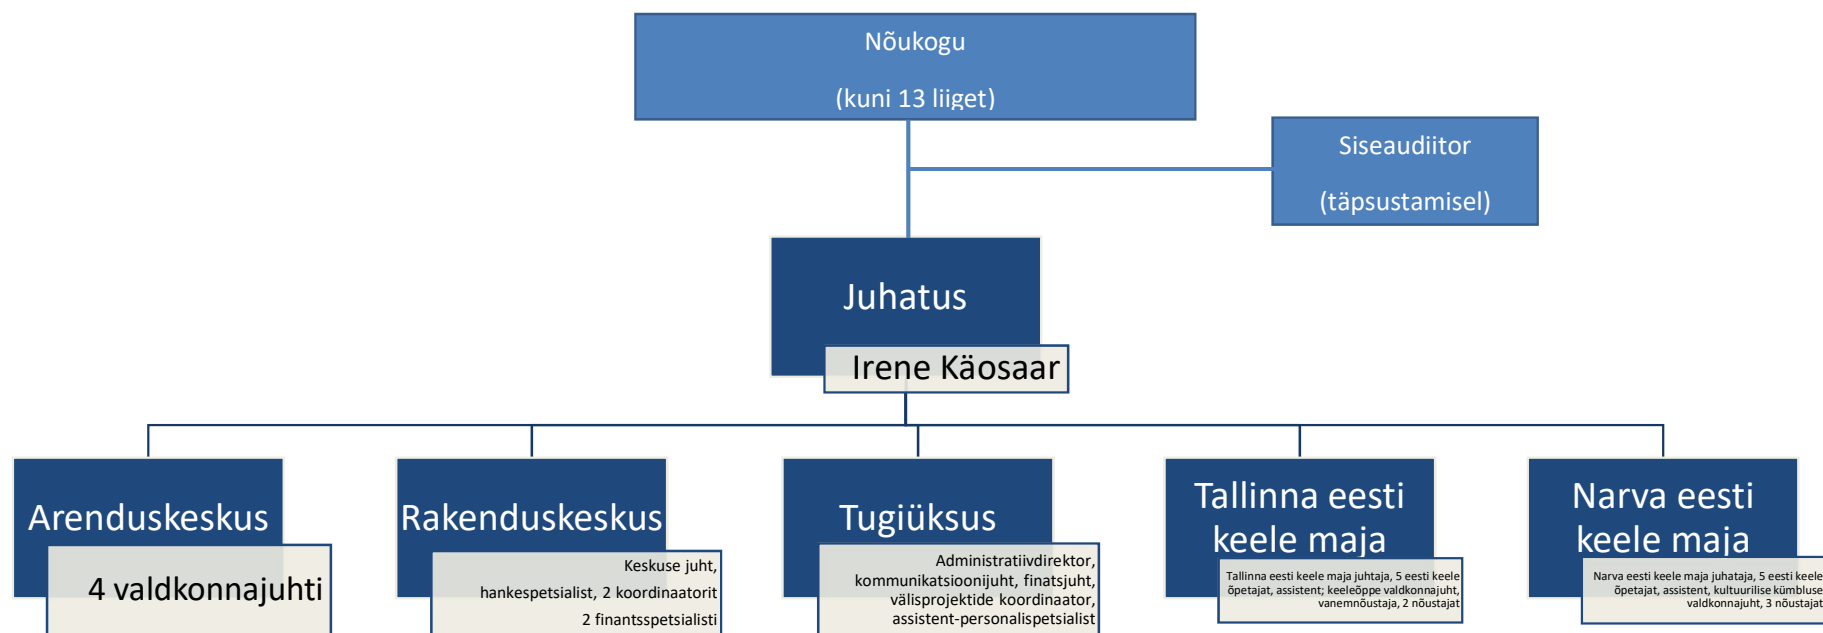 Nõukogu
(kuni 13 liiget)
Siseaudiitor
(täpsustamisel)
Juhatus
Irene Käosaar
Arenduskeskus
4 valdkonnajuhti
Rakenduskeskus
Keskuse juht,
hankespetsialist, 2 koordinaatorit
2 finantsspetsialisti
Tugiüksus
Administratiivdirektor,
kommunikatsioonijuht, finatsjuht,
välisprojektide koordinaator,
assistent-personalispetsialist
Tallinna eesti
keele maja
Tallinna eesti keele maja juhtaja, 5 eesti keele
õpetajat, assistent; keeleõppe valdkonnajuht,
vanemnõustaja, 2 nõustajat
Narva eesti
keele maja
Narva eesti keele maja juhataja, 5 eesti keele
õpetajat, assistent, kultuurilise kümbluse
valdkonnajuht, 3 nõustajat